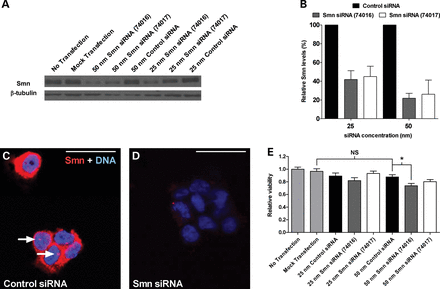 A
No Transfection
Mock Transfection
50 nm Smn siRNA (74016)
50 nm Smn siRNA (74017)
50 nm Control siRNA
25 nm Smn siRNA (74016)
25 nm Smn siRNA (74017)
25 nm Control siRNA
Smn
β-tubulin
B
Control siRNA
Smn siRNA (74016)
Smn siRNA (74017)
Relative Smn levels (%)
100
80
60
40
20
0
25
50
siRNA concentration (nm)
C
Smn + DNA
Control siRNA
D
Smn siRNA
E
NS
*
Relative viability
1.2
1.0
0.8
0.6
0.4
0.2
0.0
No Transfection
Mock Transfection
25 nm Control siRNA
25 nm Smn siRNA (74016)
25 nm Smn siRNA (74017)
50 nm Control siRNA
50 nm Smn siRNA (74016)
50 nm Smn siRNA (74017)